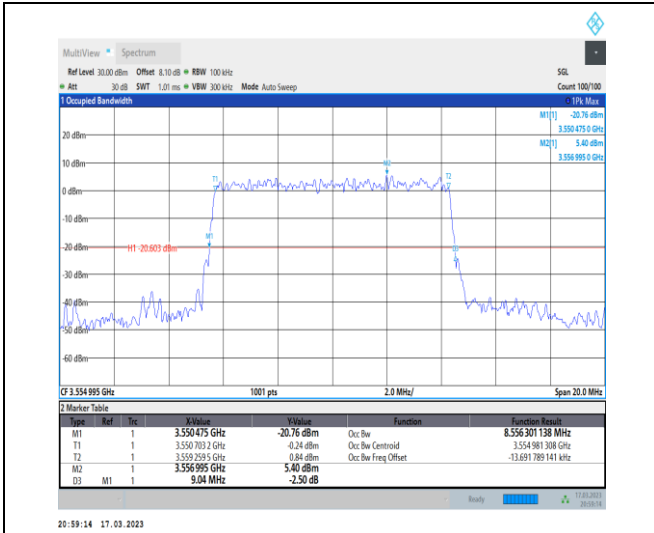 MultiView Spectrum
Ref Level 30.00 dBm Offset 8.10 dB RBW 100 kHz SGL
Att 30 dB SWT 1.01 ms VBW 300 kHz Mode Auto Sweep Count 100/100
1 Occupied Bandwidth 1Pk Max
M1[1] -20.76 dBm
3.550 475 0 GHz
M2[1] 5.40 dBm
3.556 995 0 GHz
20 dBm
10 dBm
0 dBm
-10 dBm
-20 dBm
-30 dBm
-40 dBm
-50 dBm
-60 dBm
T1
M2
T2
M1
H1 -20.603 dBm
D3
CF 3.554 995 GHz 1001 pts 2.0 MHz/ Span 20.0 MHz
2 Marker Table
Type Ref Trc X-Value Y-Value Function Function Result
M1 1 3.550 475 GHz -20.76 dBm Occ Bw 8.556 301 138 MHz
T1 1 3.550 703 2 GHz -0.24 dBm Occ Bw Centroid 3.554 981 308 GHz
T2 1 3.559 259 5 GHz 0.84 dBm Occ Bw Freq Offset -13.691 789 141 kHz
M2 1 3.556 995 GHz 5.40 dBm
D3 M1 1 9.04 MHz -2.50 dB
Ready
20:59:14 17.03.2023